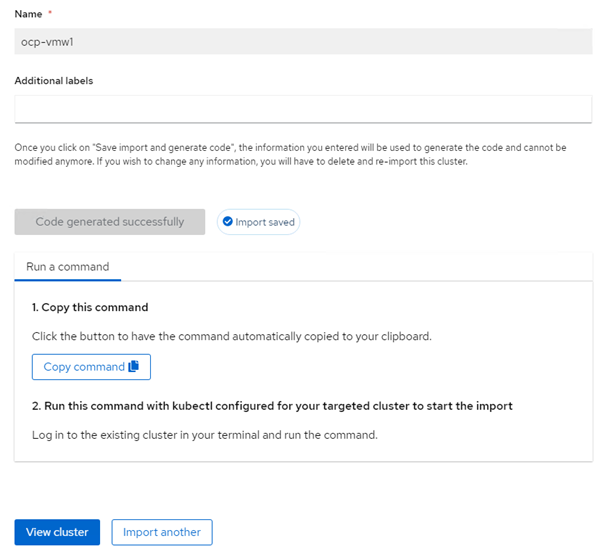 Name *
ocp-vmw1
Additional labels
Once you click on "Save import and generate code", the information you entered will be used to generate the code and cannot be
modified anymore. If you wish to change any information, you will have to delete and re-import this cluster.
Code generated successfully
Import saved
Run a command
1. Copy this command
Click the button to have the command automatically copied to your clipboard.
Copy command
2. Run this command with kubectl configured for your targeted cluster to start the import
Log in to the existing cluster in your terminal and run the command.
View cluster
Import another